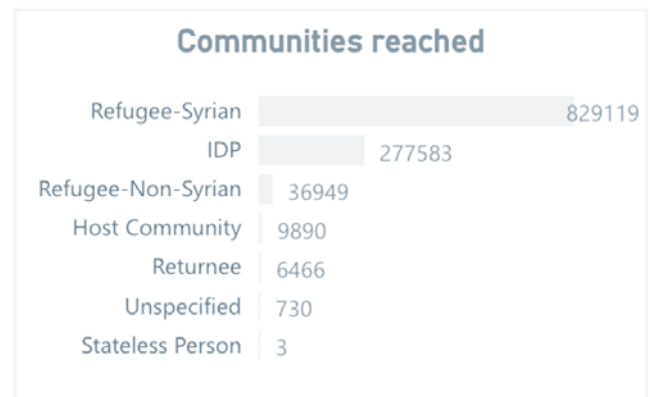 Communities reached
Refugee-Syrian 829119
IDP 277583
Refugee-Non-Syrian 36949
Host Community 9890
Returnee 6466
Unspecified 730
Stateless Person 3